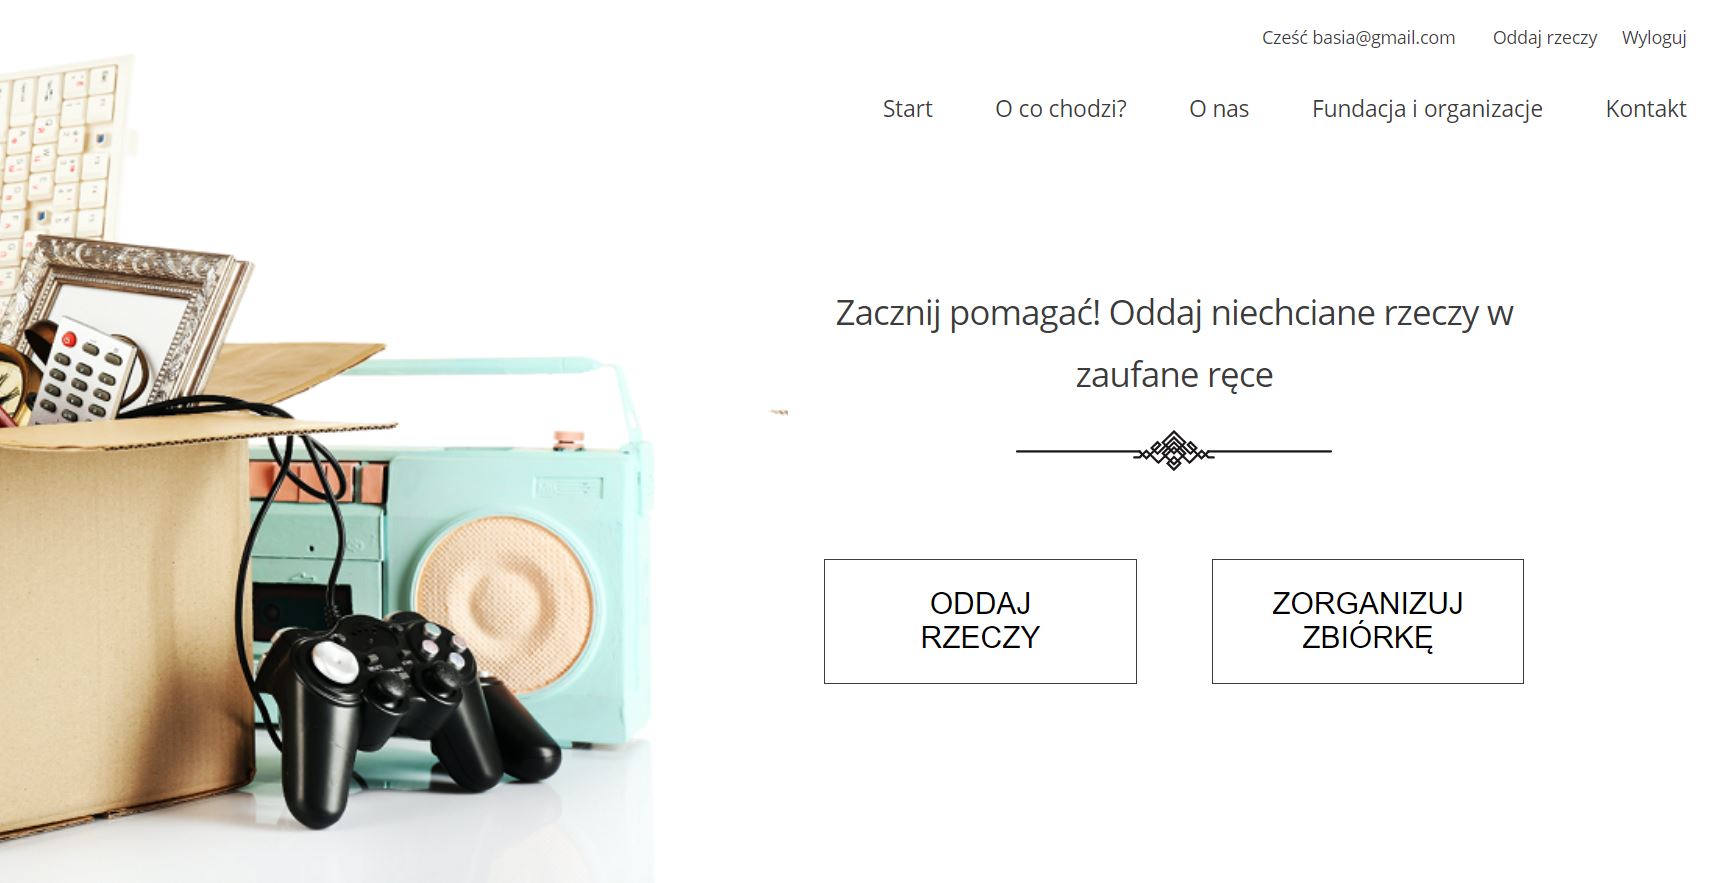 Cześć basia@gmail.com Oddaj rzeczy Wyloguj
Start O co chodzi? O nas Fundacja i organizacje Kontakt
Zacznij pomagać! Oddaj niechciane rzeczy w
zaufane ręce
ODDAJ
RZECZY
ZORGANIZUJ
ZBIÓRKĘ